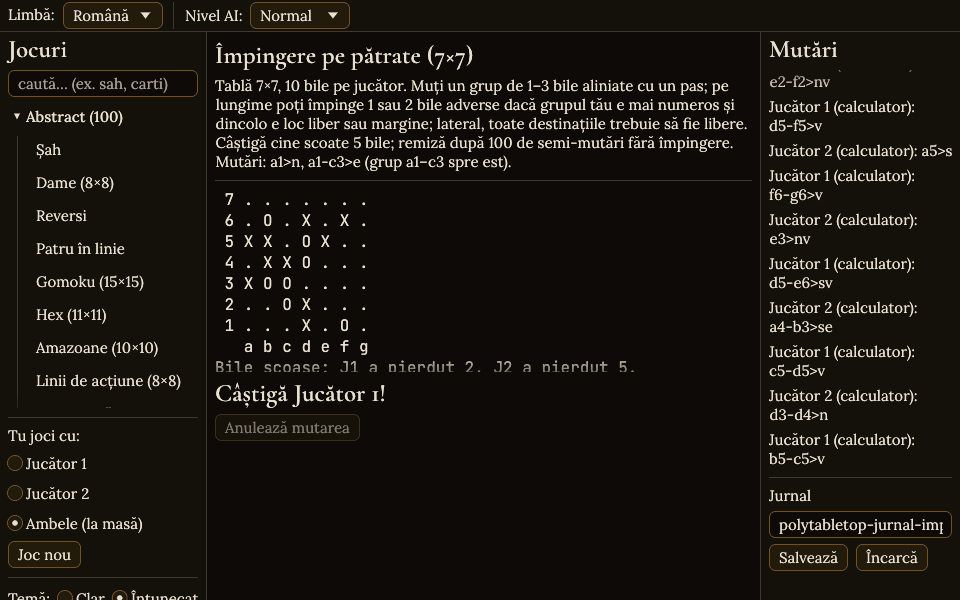 Limbă: Română ▼ Nivel AI: Normal ▼
Jocuri
caută... (ex. sah, carti)
▾ Abstract (100)
Șah
Dame (8×8)
Reversi
Patru în linie
Gomoku (15×15)
Hex (11×11)
Amazoane (10×10)
Linii de acțiune (8×8)
Tu joci cu:
Jucător 1
Jucător 2
Ambele (la masă)
Joc nou
Temă: Clar Întunecat
Împingere pe pătrate (7×7)
Tablă 7×7, 10 bile pe jucător. Muți un grup de 1–3 bile aliniate cu un pas; pe
lungime poți împinge 1 sau 2 bile adverse dacă grupul tău e mai numeros și
dincolo e loc liber sau margine; lateral, toate destinațiile trebuie să fie libere.
Câștigă cine scoate 5 bile; remiză după 100 de semi-mutări fără împingere.
Mutări: a1>n, a1-c3>e (grup a1–c3 spre est).
7 . . . . . . .
6 . O . X . X .
5 X X . O X . .
4 . X X O . . .
3 X O O . . . .
2 . . O X . . .
1 . . . X . O .
a b c d e f g
Bile scoase: J1 a pierdut 2, J2 a pierdut 5.
Câștigă Jucător 1!
Anulează mutarea
Mutări
e2-f2>nv
Jucător 1 (calculator):
d5-f5>v
Jucător 2 (calculator): a5>s
Jucător 1 (calculator):
f6-g6>v
Jucător 2 (calculator):
e3>nv
Jucător 1 (calculator):
d5-e6>sv
Jucător 2 (calculator):
a4-b3>se
Jucător 1 (calculator):
c5-d5>v
Jucător 2 (calculator):
d3-d4>n
Jucător 1 (calculator):
b5-c5>v
Jurnal
polytabletop-jurnal-imp
Salvează Încarcă